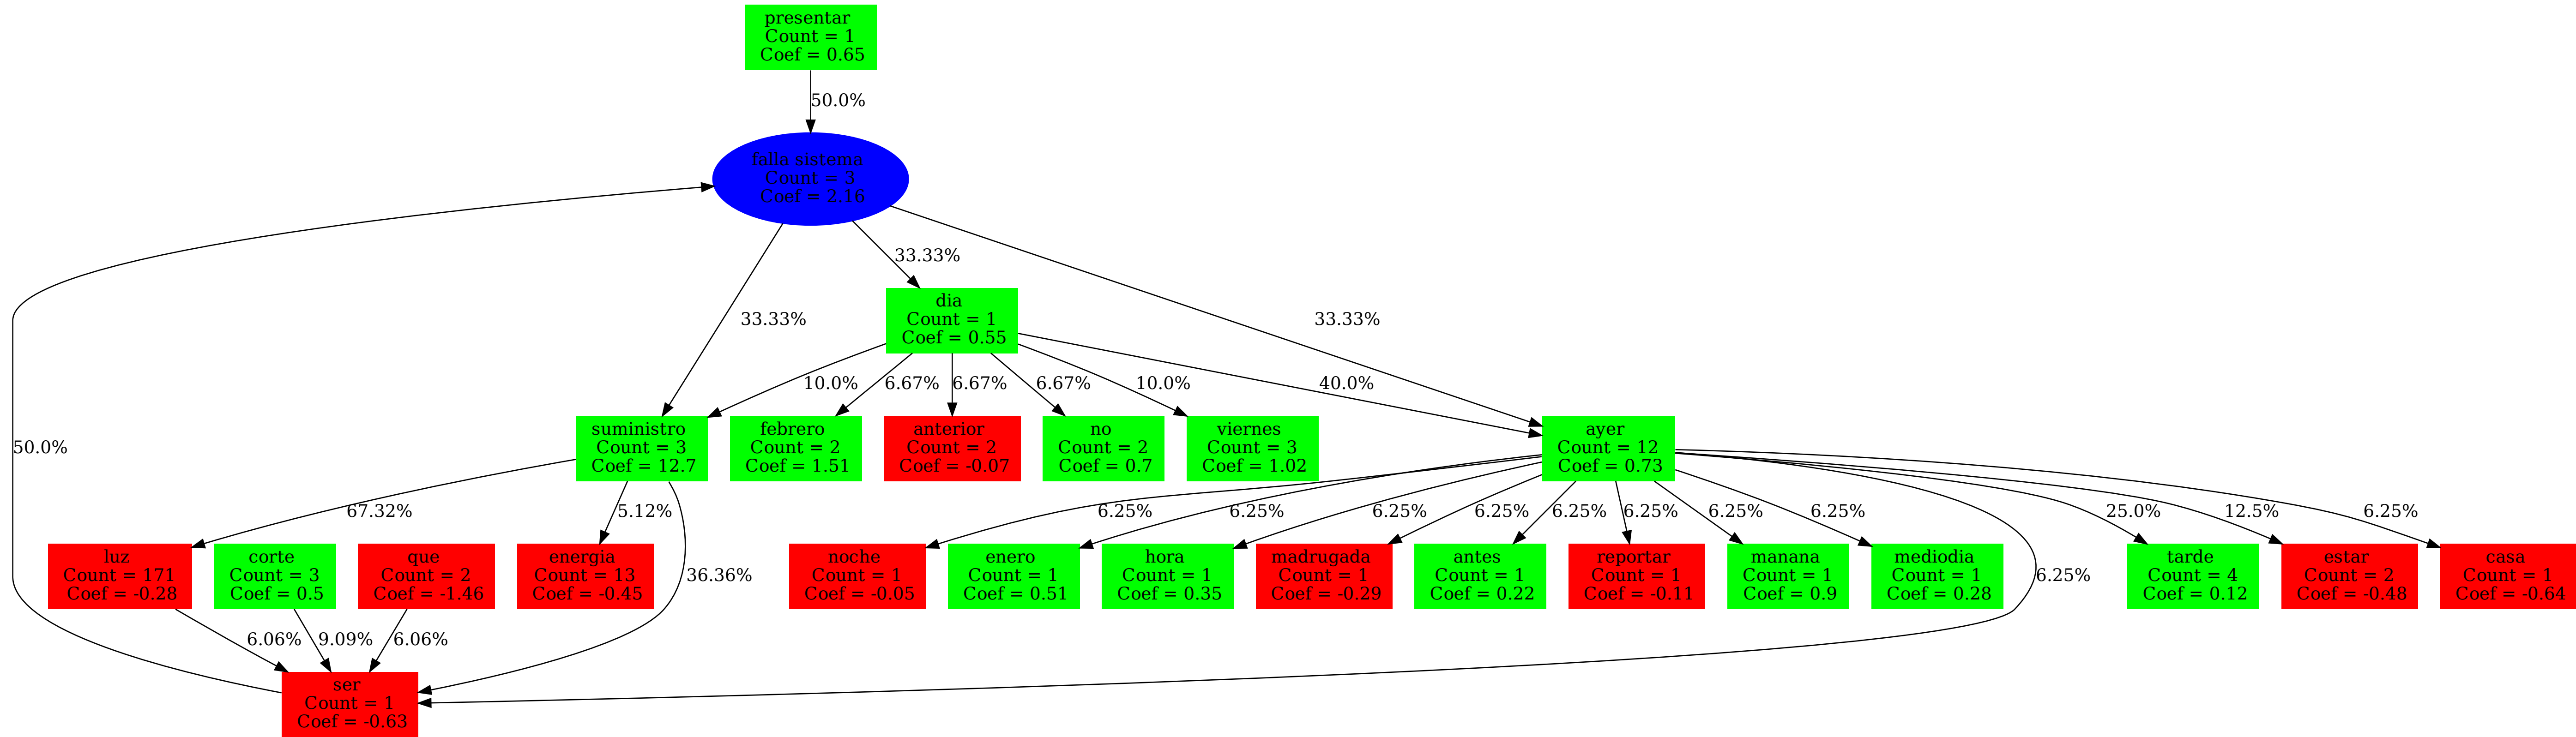 presentar
Count = 1
Coef = 0.65
50.0%
falla sistema
Count = 3
Coef = 2.16
33.33%
dia
Count = 1
Coef = 0.55
33.33%
33.33%
10.0%
6.67%
6.67%
6.67%
10.0%
40.0%
50.0%
suministro
Count = 3
Coef = 12.7
febrero
Count = 2
Coef = 1.51
anterior
Count = 2
Coef = -0.07
no
Count = 2
Coef = 0.7
viernes
Count = 3
Coef = 1.02
ayer
Count = 12
Coef = 0.73
67.32%
5.12%
36.36%
6.25%
6.25%
6.25%
6.25%
6.25%
6.25%
6.25%
6.25%
6.25%
25.0%
12.5%
6.25%
luz
Count = 171
Coef = -0.28
corte
Count = 3
Coef = 0.5
que
Count = 2
Coef = -1.46
energia
Count = 13
Coef = -0.45
noche
Count = 1
Coef = -0.05
enero
Count = 1
Coef = 0.51
hora
Count = 1
Coef = 0.35
madrugada
Count = 1
Coef = -0.29
antes
Count = 1
Coef = 0.22
reportar
Count = 1
Coef = -0.11
manana
Count = 1
Coef = 0.9
mediodia
Count = 1
Coef = 0.28
tarde
Count = 4
Coef = 0.12
estar
Count = 2
Coef = -0.48
casa
Count = 1
Coef = -0.64
6.06%
9.09%
6.06%
ser
Count = 1
Coef = -0.63